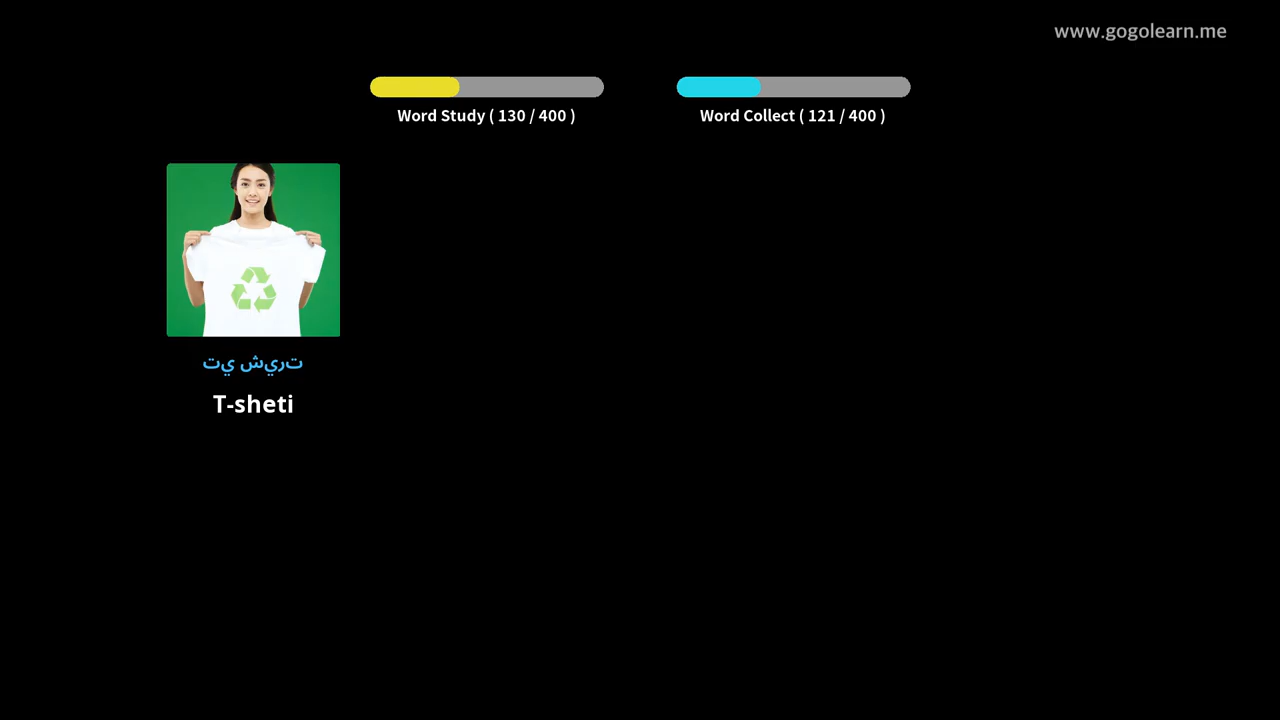 www.gogolearn.me
Word Study ( 130 / 400 )
Word Collect ( 121 / 400 )
تي شيرت
T-sheti